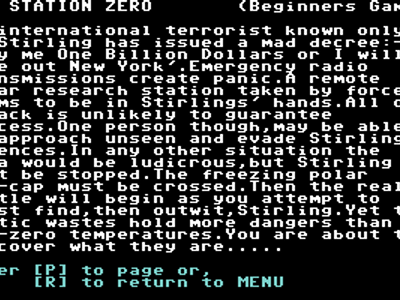 STATION ZERO (Beginners Gam
international terrorist known only
Stirling has issued a mad decree:-
y me One Billion Dollars or I will
e out New York'.Emergency radio
nsmissions create panic.A remote
ar research station taken by force
ms to be in Stirlings' hands.All o
ack is unlikely to guarantee
cess.One person though,may be able
approach unseen and evade Stirling
ences.In any other situation the
a would be ludicrous,but Stirling
t be stopped.The freezing polar
-cap must be crossed.Then the real
tle will begin as you attempt to
st find,then outwit,Stirling.Yet t
tic wastes hold more dangers than
-zero temperatures.You are about t
cover what they are.....
er [P] to page or,
[R] to return to MENU